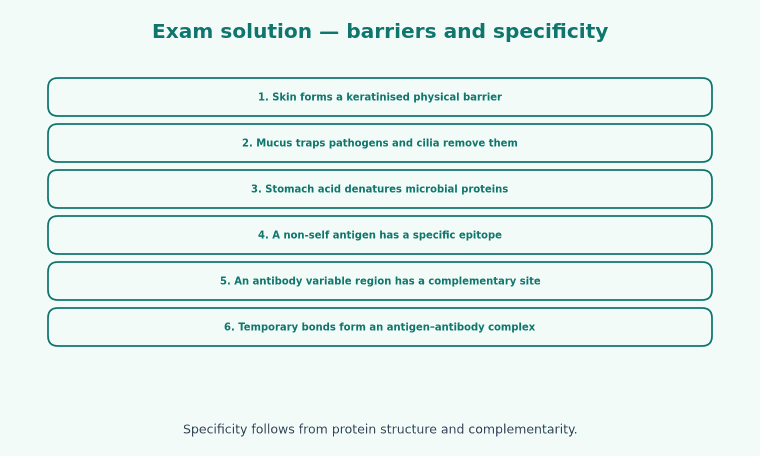 Exam solution — barriers and specificity
1. Skin forms a keratinised physical barrier
2. Mucus traps pathogens and cilia remove them
3. Stomach acid denatures microbial proteins
4. A non-self antigen has a specific epitope
5. An antibody variable region has a complementary site
6. Temporary bonds form an antigen–antibody complex
Specificity follows from protein structure and complementarity.